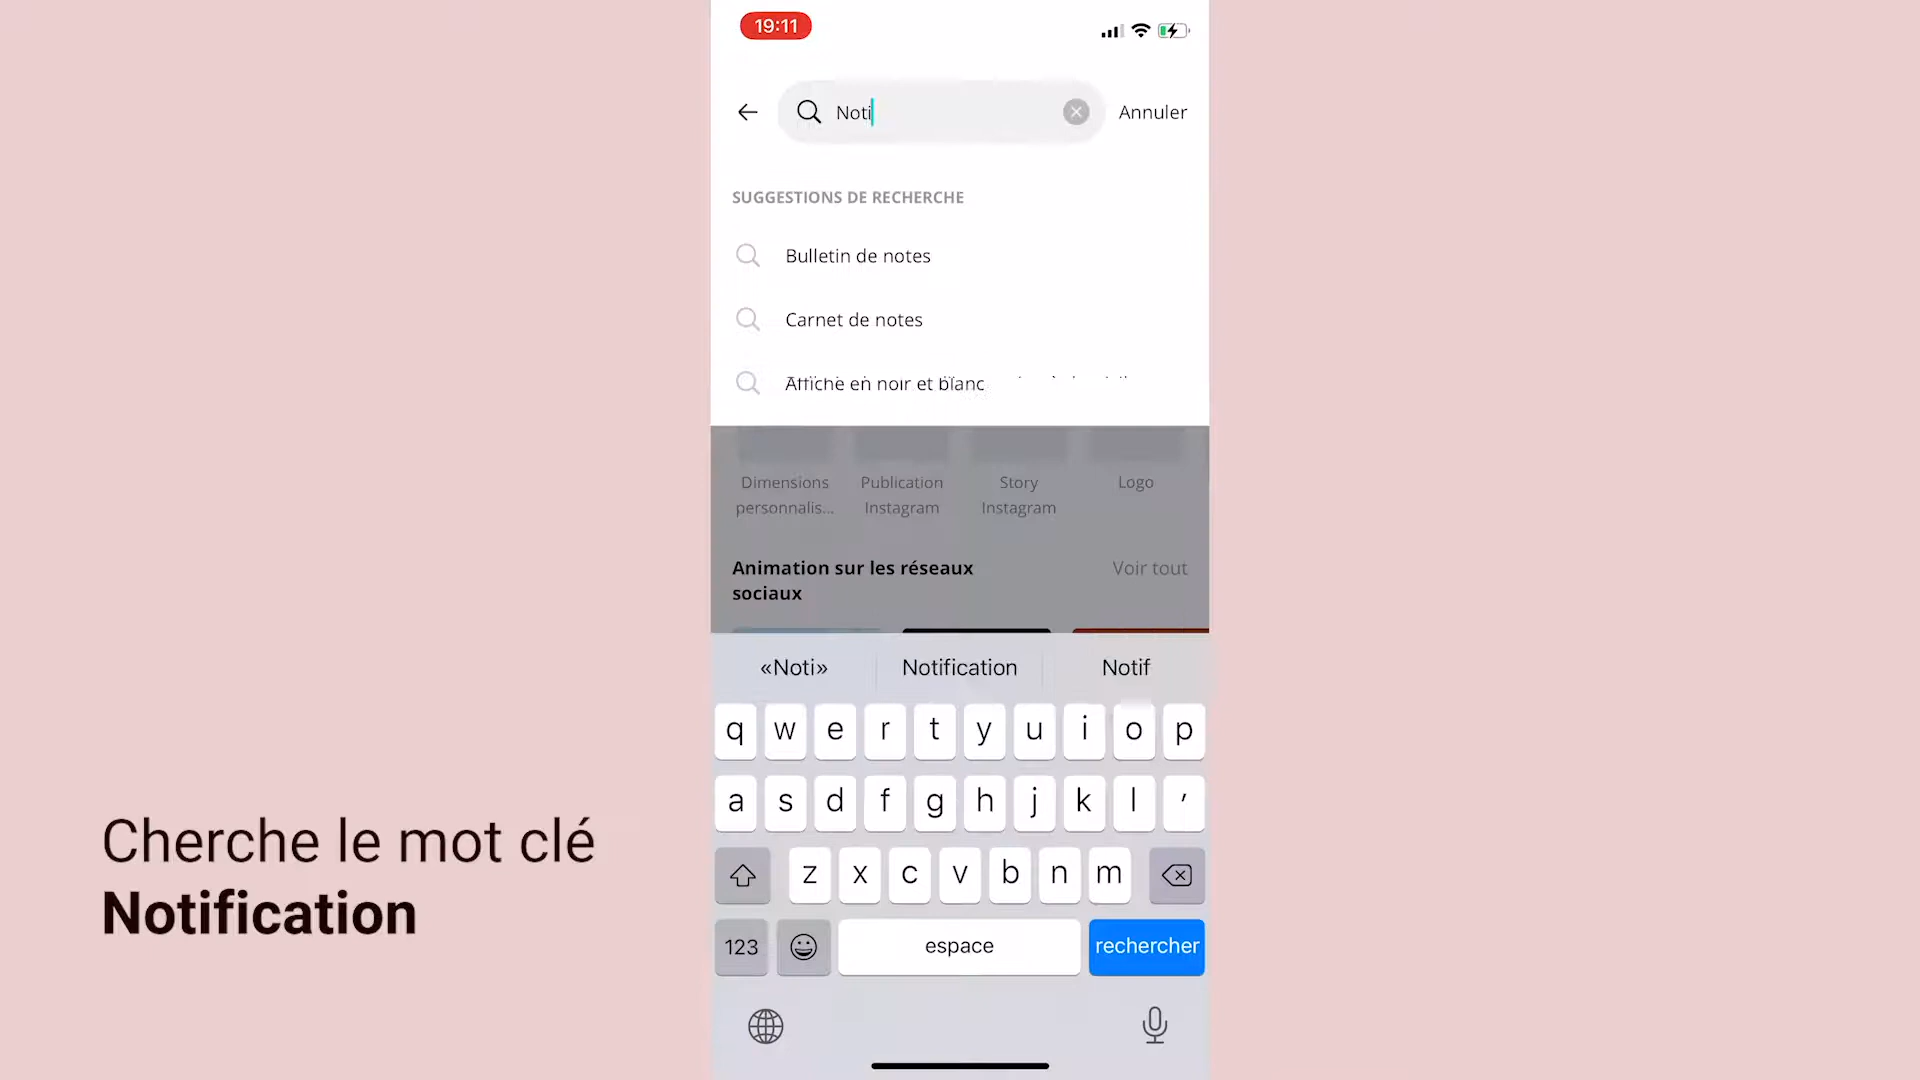 19:11
Noti
Annuler
SUGGESTIONS DE RECHERCHE
Bulletin de notes
Carnet de notes
Affiche en noir et blanc
Dimensions personnalis...
Publication Instagram
Story Instagram
Logo
Animation sur les réseaux sociaux
Voir tout
«Noti» Notification Notif
q w e r t y u i o p
a s d f g h j k l ′
z x c v b n m
123 espace rechercher
Cherche le mot clé
Notification